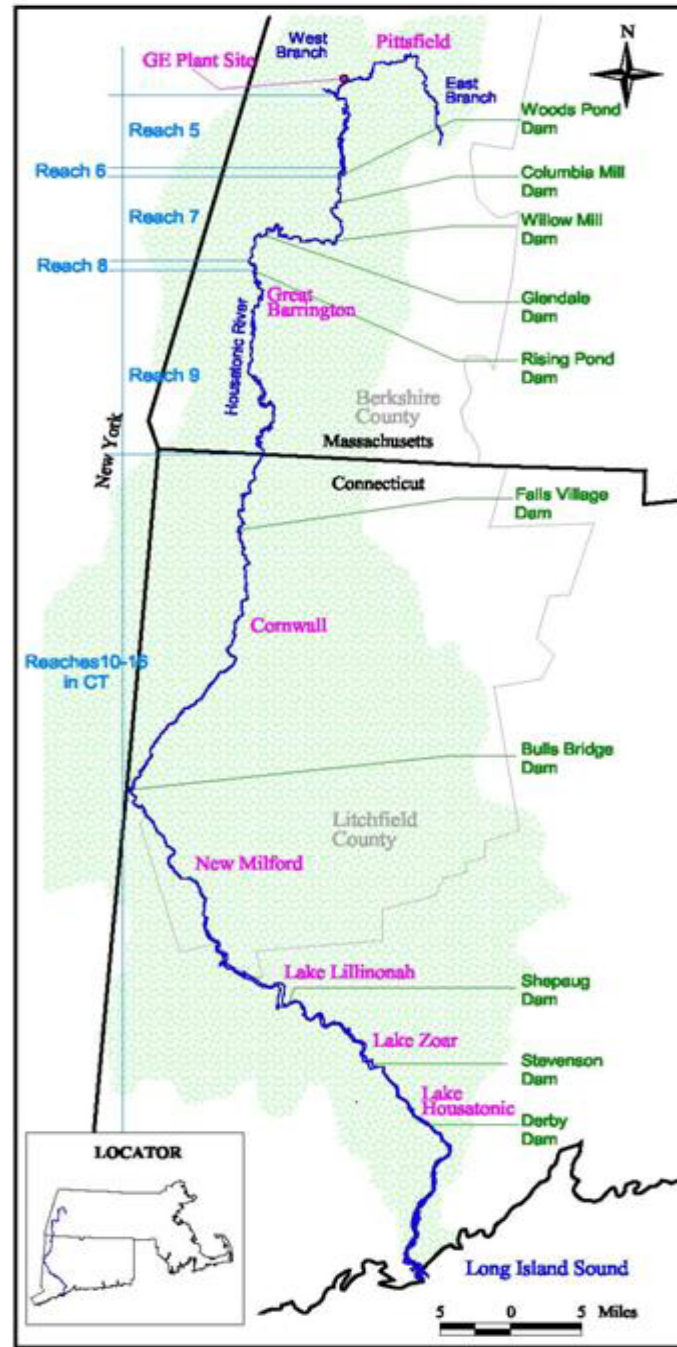 N
West
Branch
Pittsfield
GE Plant Site
East
Branch
Reach 5
Woods Pond
Dam
Reach 6
Columbia Mill
Dam
Reach 7
Willow Mill
Dam
Reach 8
Great
Barrington
Glendale
Dam
Housatonic River
Rising Pond
Dam
Reach 9
Berkshire
County
New York
Massachusetts
Connecticut
Falls Village
Dam
Cornwall
Reaches10-16
in CT
Bulls Bridge
Dam
Litchfield
County
New Milford
Lake Lillinonah
Shepaug
Dam
Lake Zoar
Stevenson
Dam
Lake
Housatonic
Derby
Dam
LOCATOR
Long Island Sound
5 0 5 Miles